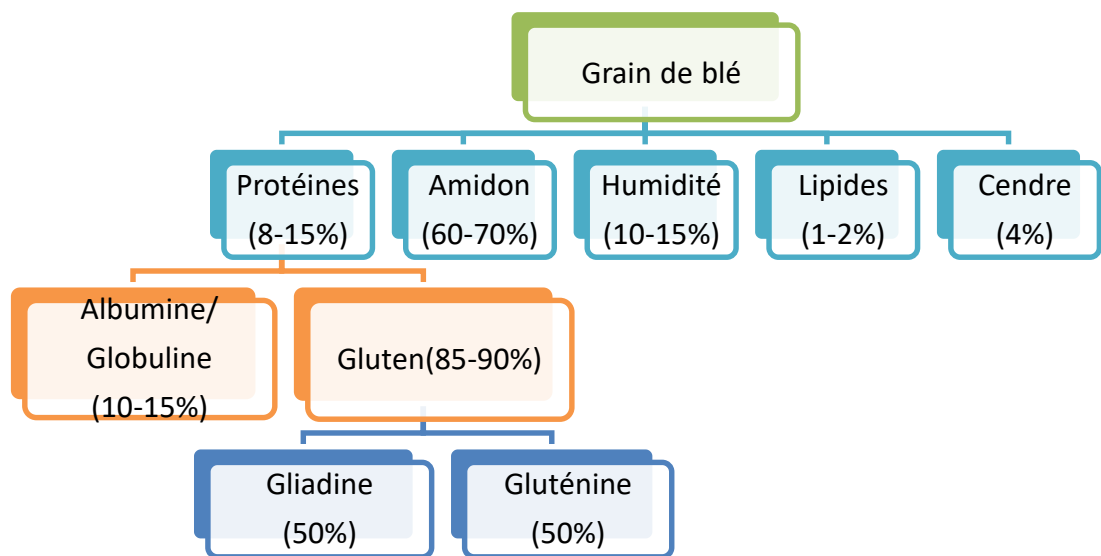 Grain de blé
Protéines
(8-15%)
Amidon
(60-70%)
Humidité
(10-15%)
Lipides
(1-2%)
Cendre
(4%)
Albumine/
Globuline
(10-15%)
Gluten(85-90%)
Gliadine
(50%)
Gluténine
(50%)